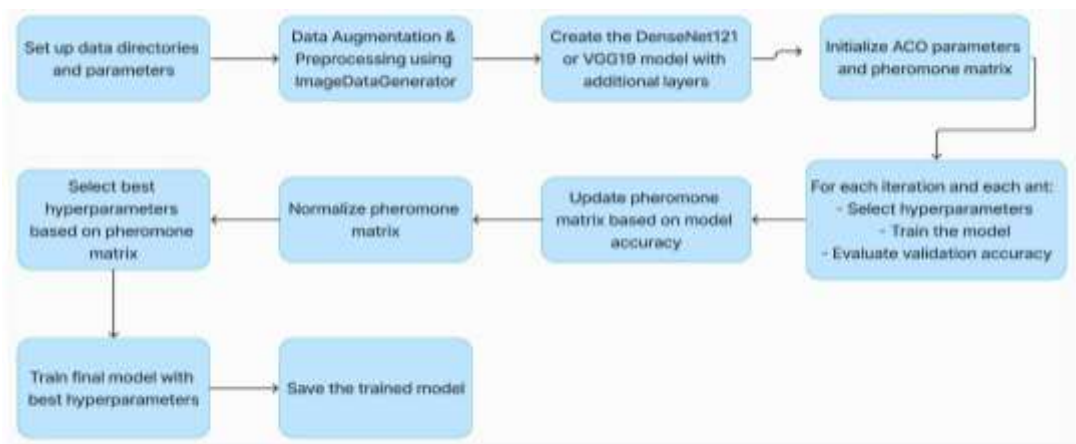 Set up data directories
and parameters
Data Augmentation &
Preprocessing using
ImageDataGenerator
Create the DenseNet121
or VGG19 model with
additional layers
Initialize ACO parameters
and pheromone matrix
For each iteration and each ant:
- Select hyperparameters
- Train the model
- Evaluate validation accuracy
Update pheromone
matrix based on model
accuracy
Normalize pheromone
matrix
Select best
hyperparameters
based on pheromone
matrix
Train final model with
best hyperparameters
Save the trained model